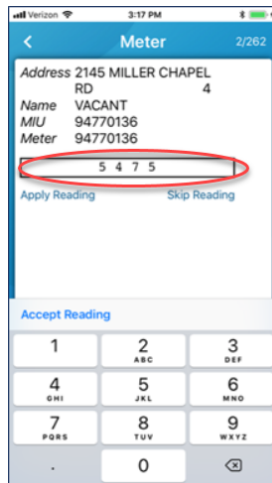 Verizon 3:17 PM
Meter 2/262
Address 2145 MILLER CHAPEL
RD 4
Name VACANT
MIU 94770136
Meter 94770136
5 4 7 5
Apply Reading Skip Reading
Accept Reading
1 2 3
ABC DEF
4 5 6
GHI JKL MNO
7 8 9
PQRS TUV WXYZ
. 0